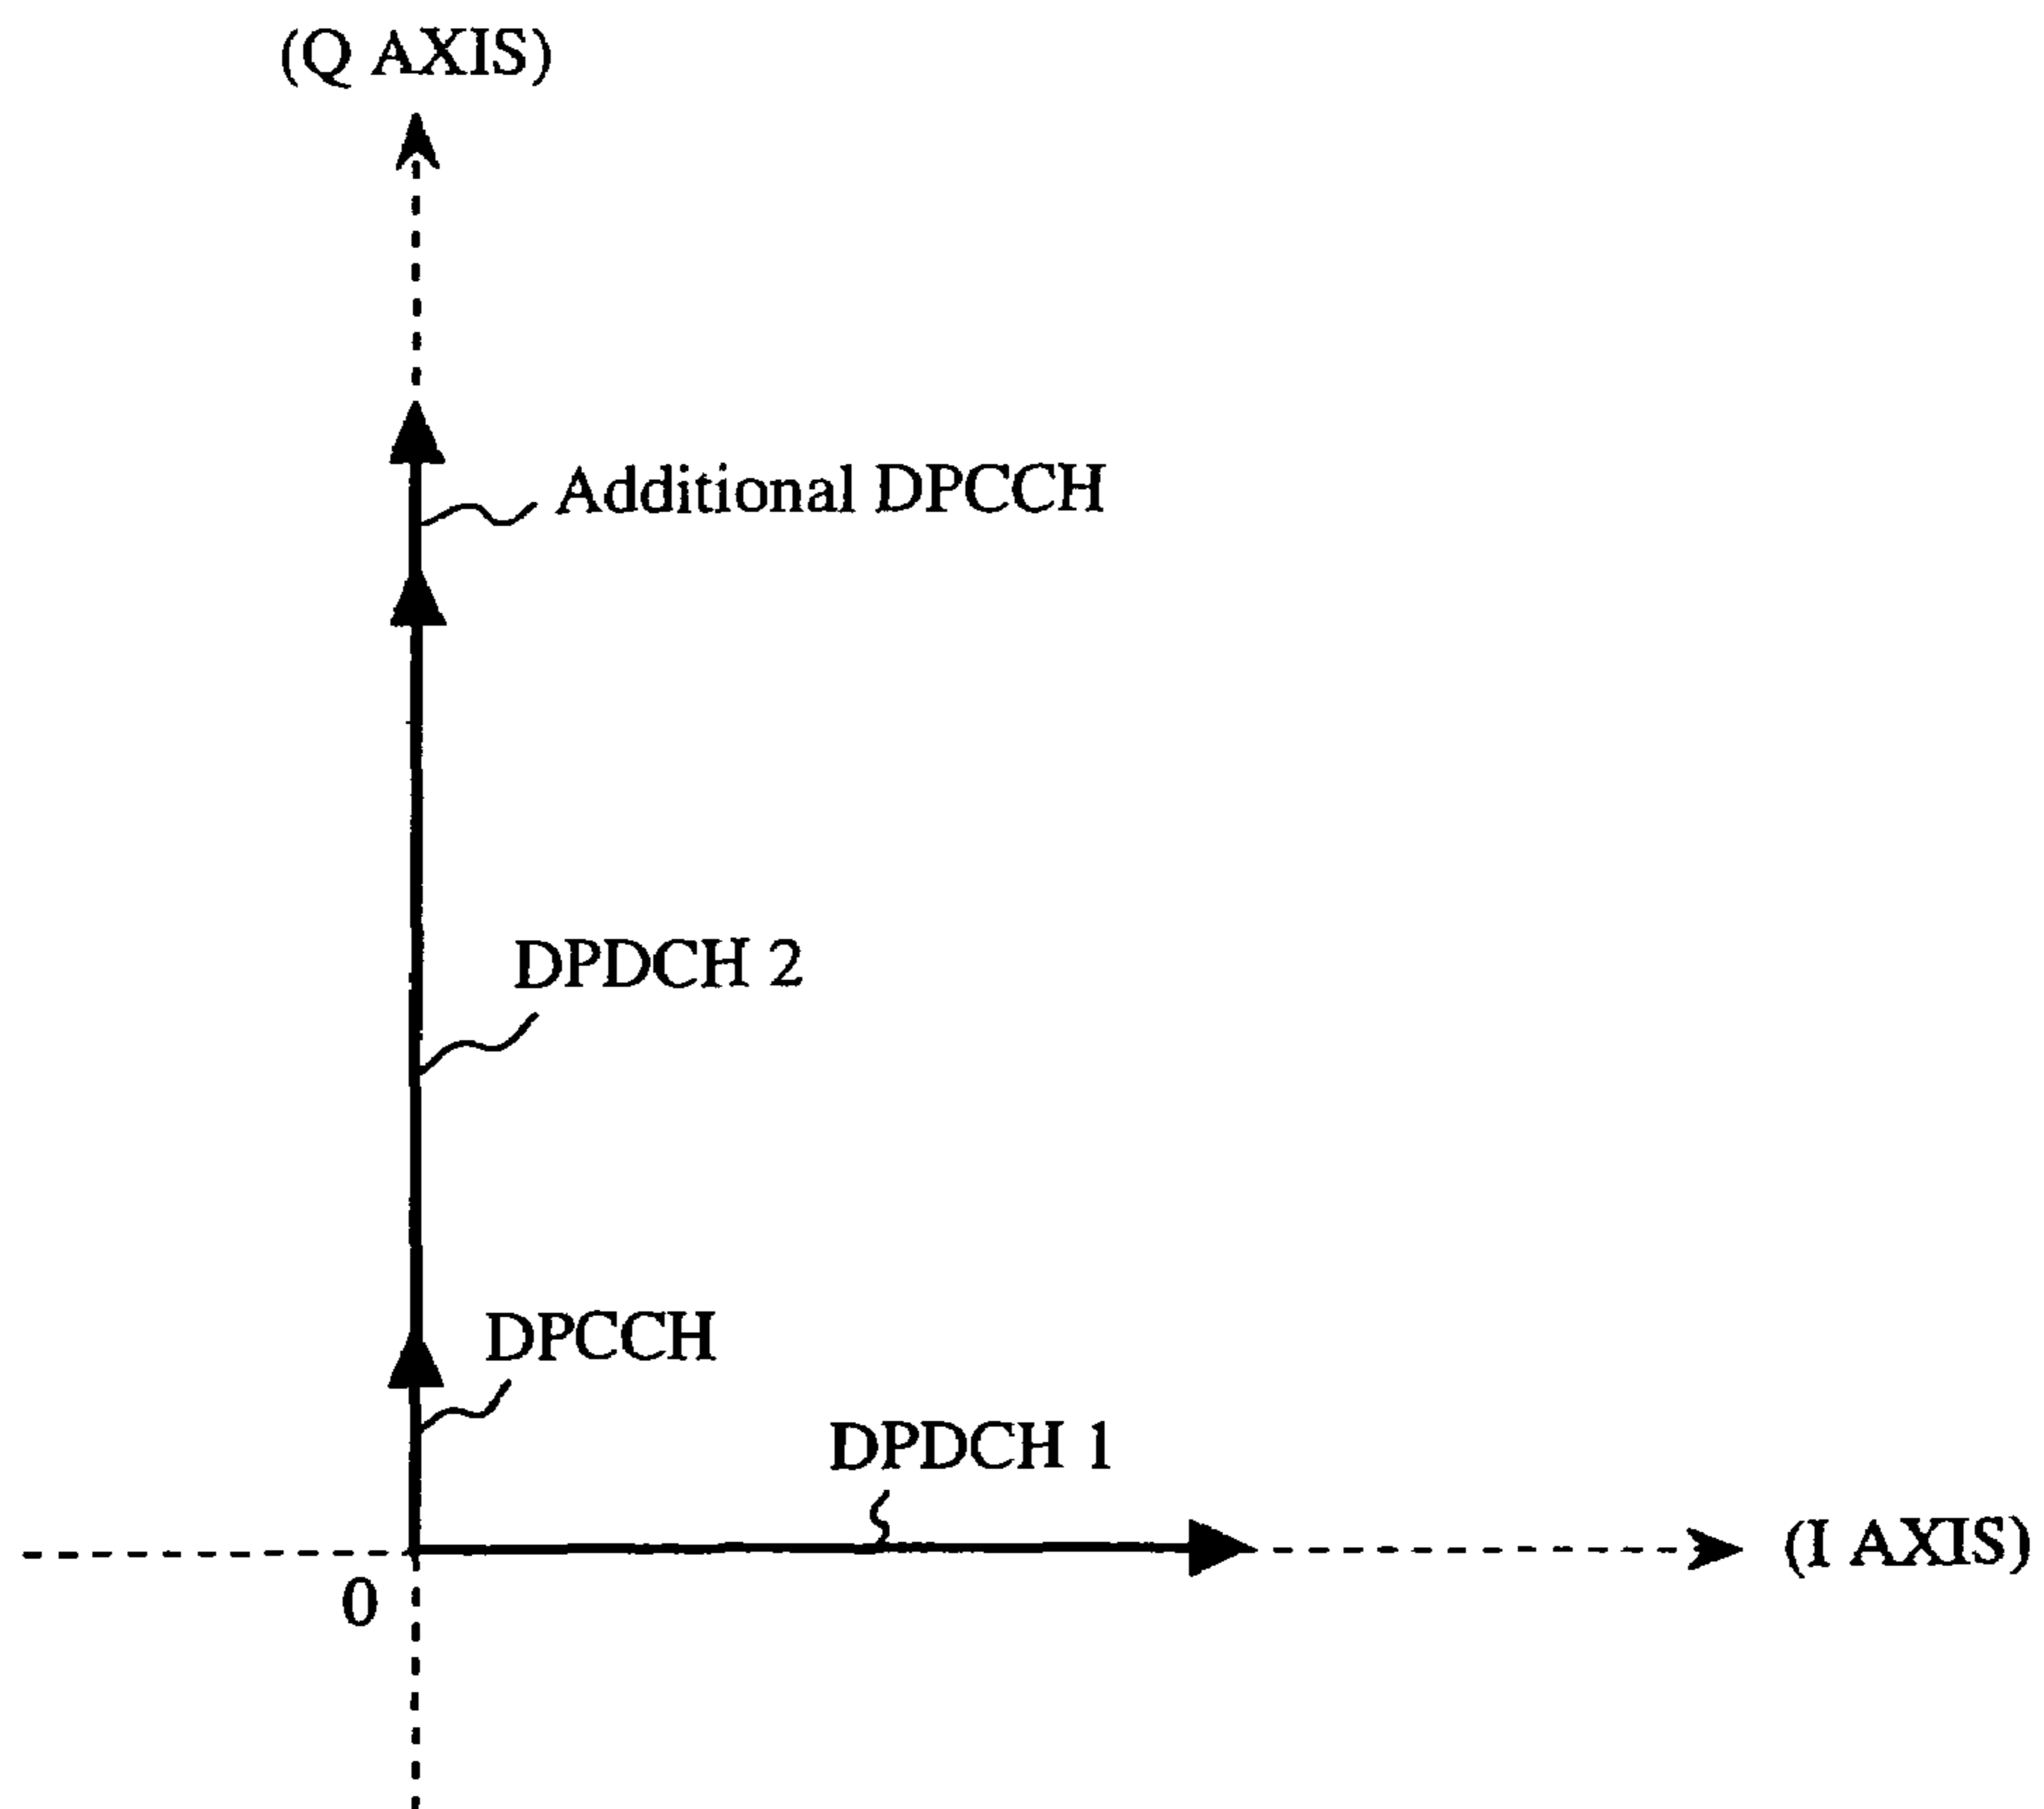 (Q AXIS)
Additional DPCCH
DPDCH 2
DPCCH
DPDCH 1
(I AXIS)
0